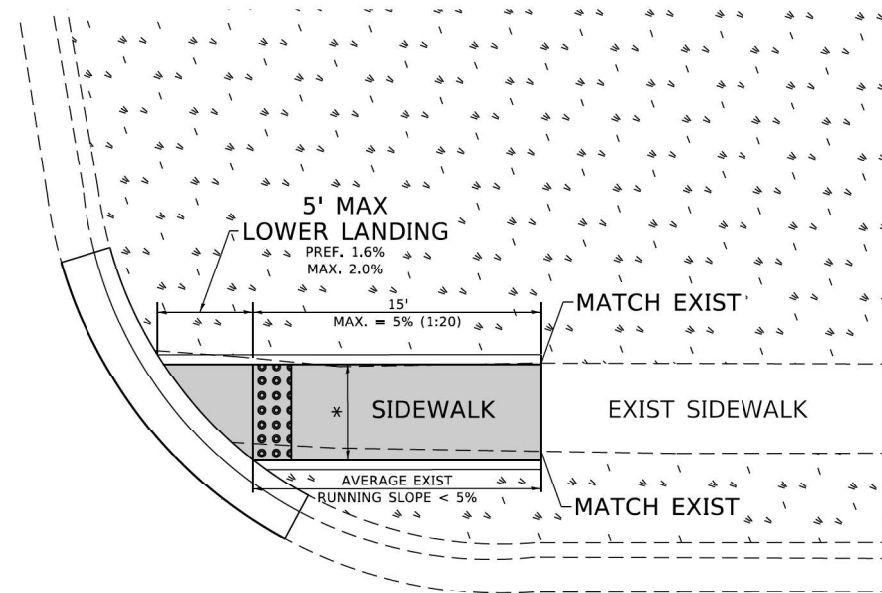 5' MAX
LOWER LANDING
PREF. 1.6%
MAX. 2.0%
15'
MAX. = 5% (1:20)
MATCH EXIST
* SIDEWALK
EXIST SIDEWALK
AVERAGE EXIST
RUNNING SLOPE < 5%
MATCH EXIST